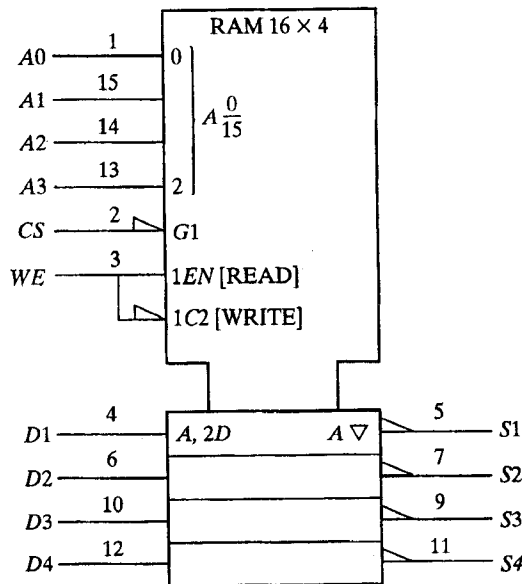 RAM 16 × 4
A0 1 0
A1 15
A 0/15
A2 14
A3 13 2
CS 2 G1
WE 3 1EN [READ]
1C2 [WRITE]
D1 4 A, 2D A ▽ 5 S1
D2 6 7 S2
D3 10 9 S3
D4 12 11 S4